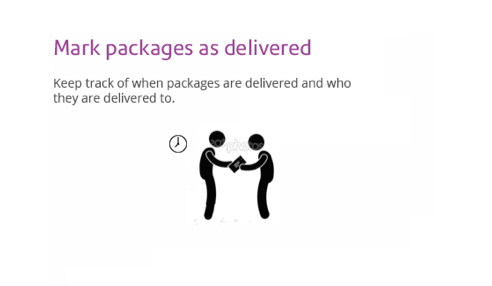 Mark packages as delivered
Keep track of when packages are delivered and who
they are delivered to.